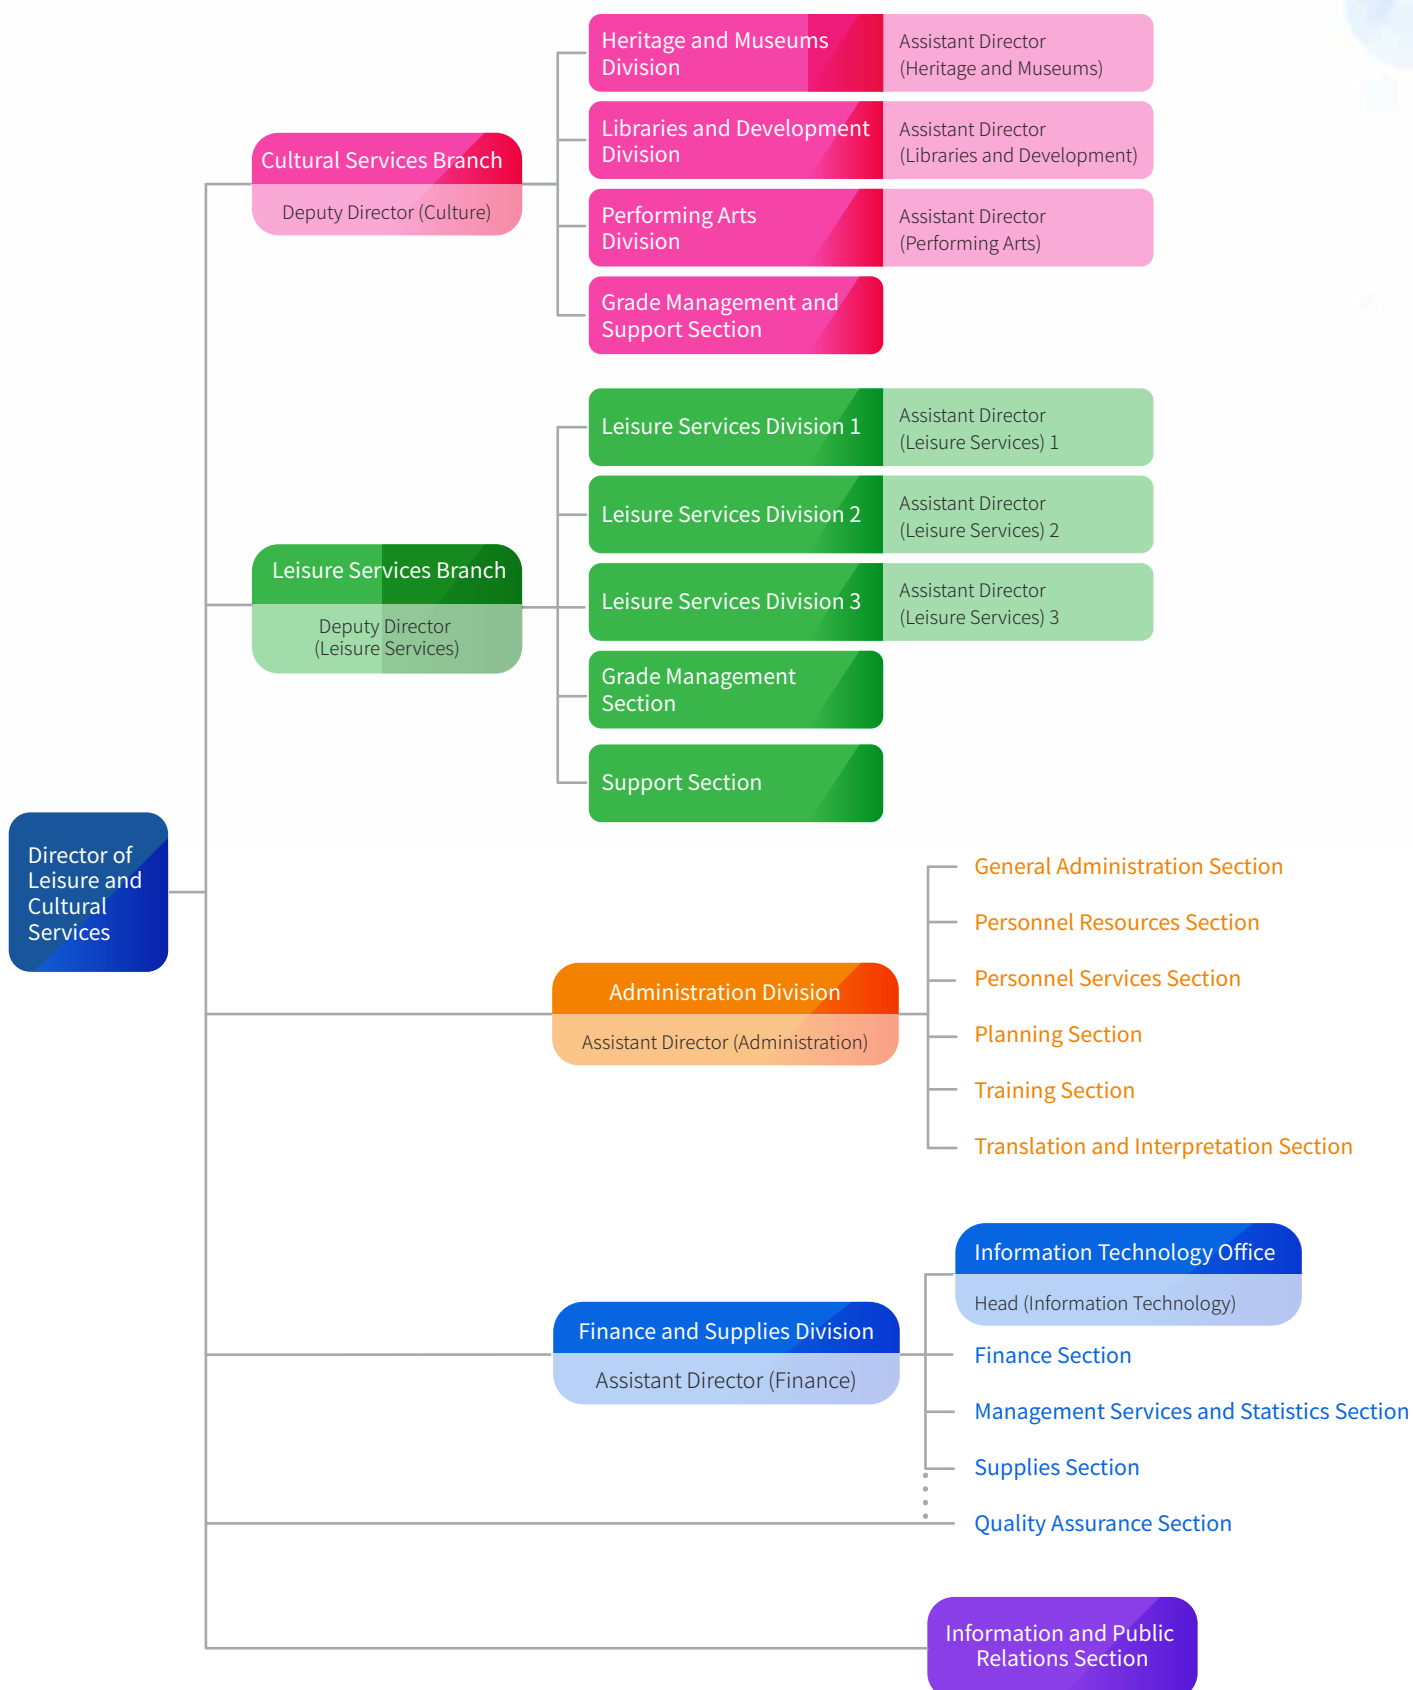 Heritage and Museums
Division
Assistant Director
(Heritage and Museums)
Libraries and Development
Division
Assistant Director
(Libraries and Development)
Cultural Services Branch
Deputy Director (Culture)
Performing Arts
Division
Assistant Director
(Performing Arts)
Grade Management and
Support Section
Leisure Services Division 1
Assistant Director
(Leisure Services) 1
Leisure Services Division 2
Assistant Director
(Leisure Services) 2
Leisure Services Branch
Deputy Director
(Leisure Services)
Leisure Services Division 3
Assistant Director
(Leisure Services) 3
Grade Management
Section
Support Section
Director of
Leisure and
Cultural
Services
General Administration Section
Personnel Resources Section
Administration Division
Assistant Director (Administration)
Personnel Services Section
Planning Section
Training Section
Translation and Interpretation Section
Information Technology Office
Head (Information Technology)
Finance and Supplies Division
Assistant Director (Finance)
Finance Section
Management Services and Statistics Section
Supplies Section
Quality Assurance Section
Information and Public
Relations Section